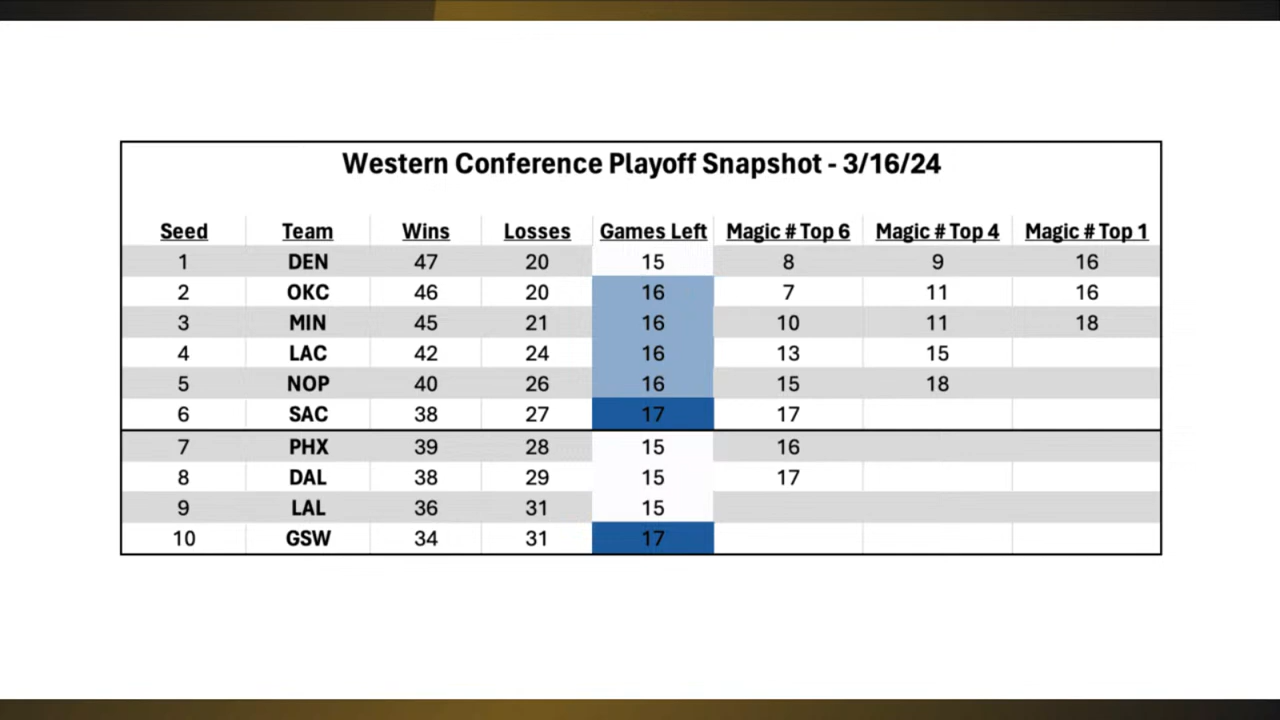 Western Conference Playoff Snapshot - 3/16/24
Seed Team Wins Losses Games Left Magic # Top 6 Magic # Top 4 Magic # Top 1
1 DEN 47 20 15 8 9 16
2 OKC 46 20 16 7 11 16
3 MIN 45 21 16 10 11 18
4 LAC 42 24 16 13 15
5 NOP 40 26 16 15 18
6 SAC 38 27 17 17
7 PHX 39 28 15 16
8 DAL 38 29 15 17
9 LAL 36 31 15
10 GSW 34 31 17